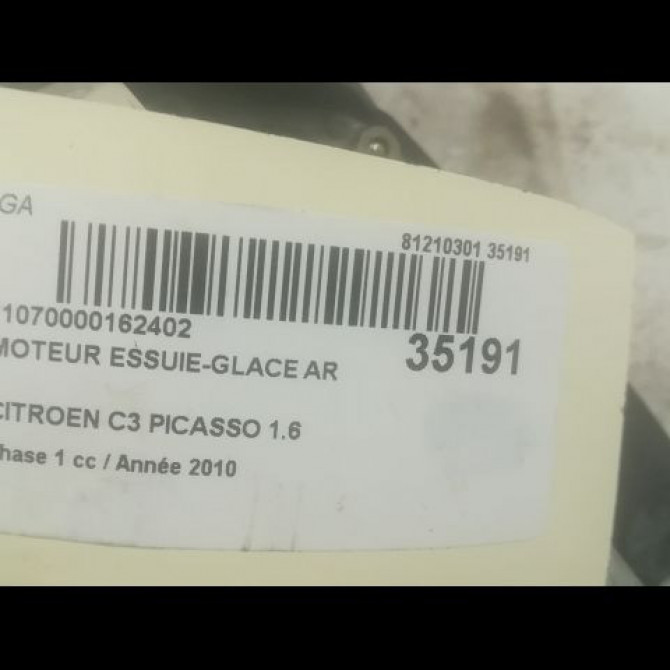 GA
81210301 35191
1070000162402
35191
MOTEUR ESSUIE-GLACE AR
CITROEN C3 PICASSO 1.6
hase 1 cc / Année 2010